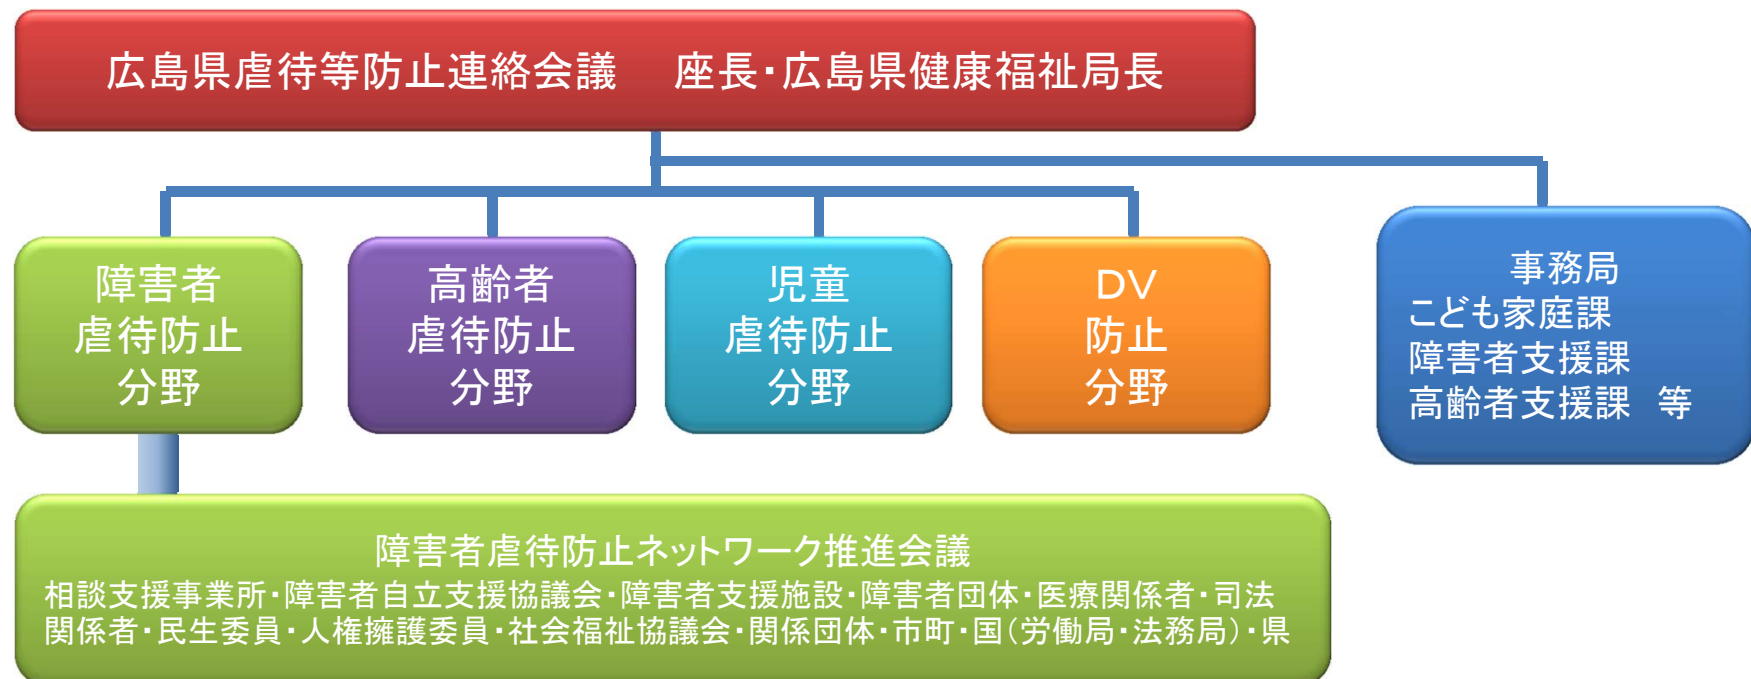 広島県虐待等防止連絡会議　座長・広島県健康福祉局長
障害者
虐待防止
分野
高齢者
虐待防止
分野
児童
虐待防止
分野
ＤＶ
防止
分野
事務局
こども家庭課
障害者支援課
高齢者支援課　等
障害者虐待防止ネットワーク推進会議
相談支援事業所・障害者自立支援協議会・障害者支援施設・障害者団体・医療関係者・司法
関係者・民生委員・人権擁護委員・社会福祉協議会・関係団体・市町・国（労働局・法務局）・県